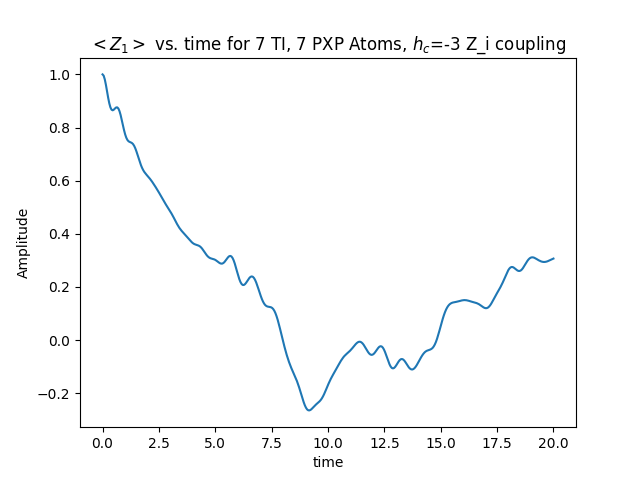 < Z₁ > vs. time for 7 TI, 7 PXP Atoms, h_c=-3 Z_i coupling
1.0
0.8
0.6
0.4
0.2
0.0
−0.2
Amplitude
0.0 2.5 5.0 7.5 10.0 12.5 15.0 17.5 20.0
time